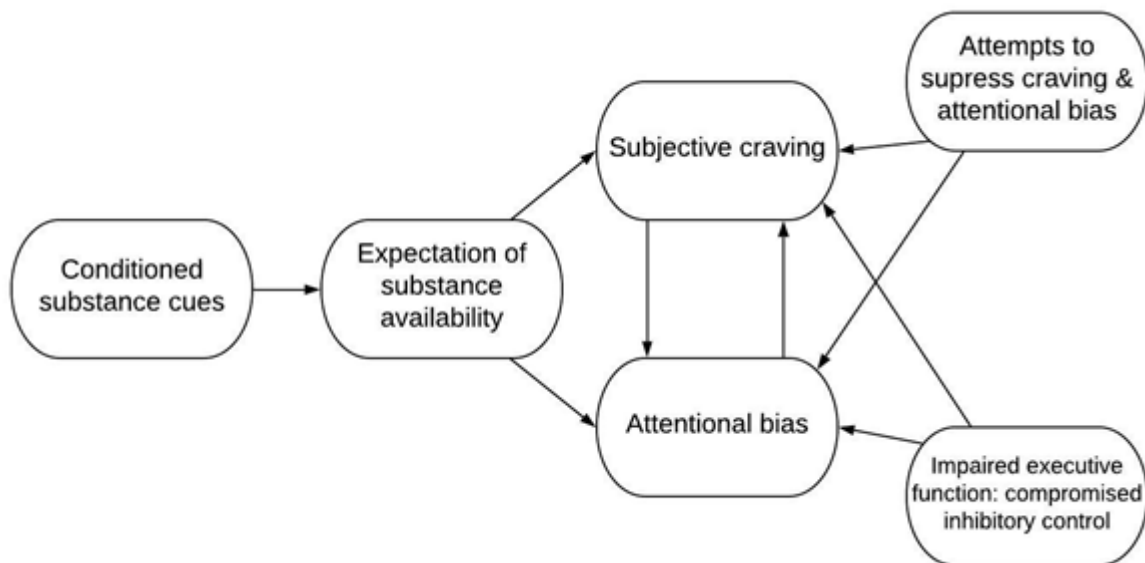 Conditioned
substance cues
Expectation of
substance
availability
Subjective craving
Attentional bias
Attempts to
supress craving &
attentional bias
Impaired executive
function: compromised
inhibitory control